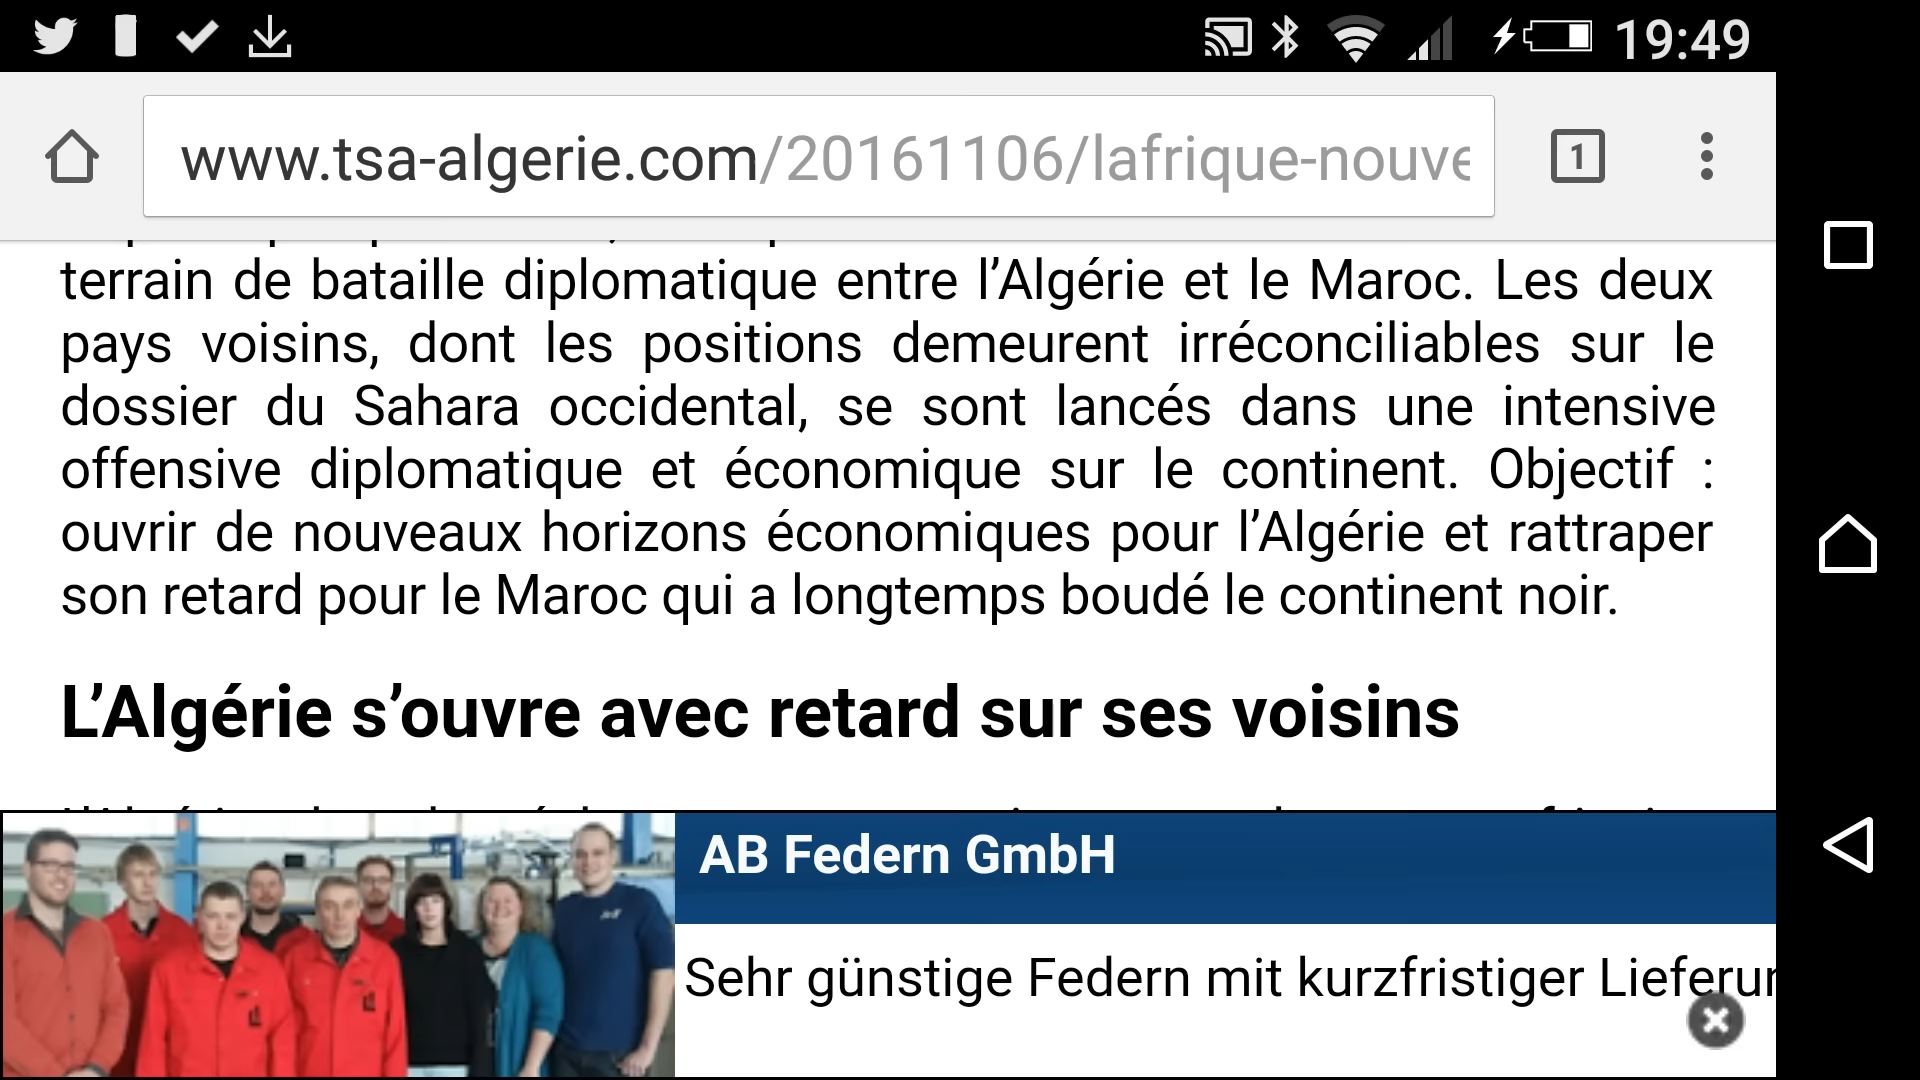 19:49
www.tsa-algerie.com/20161106/lafrique-nouve
1
terrain de bataille diplomatique entre l’Algérie et le Maroc. Les deux
pays voisins, dont les positions demeurent irréconciliables sur le
dossier du Sahara occidental, se sont lancés dans une intensive
offensive diplomatique et économique sur le continent. Objectif :
ouvrir de nouveaux horizons économiques pour l’Algérie et rattraper
son retard pour le Maroc qui a longtemps boudé le continent noir.
L’Algérie s’ouvre avec retard sur ses voisins
AB Federn GmbH
Sehr günstige Federn mit kurzfristiger Lieferun